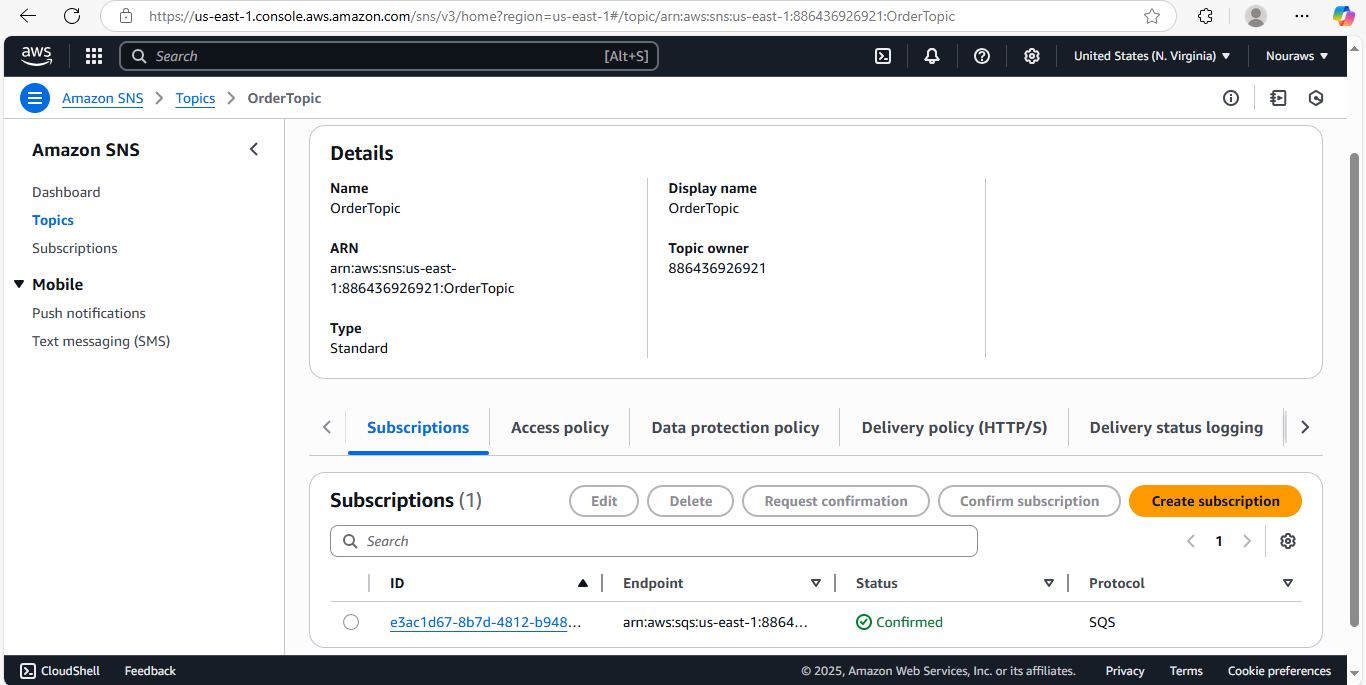 https://us-east-1.console.aws.amazon.com/sns/v3/home?region=us-east-1#/topic/arn:aws:sns:us-east-1:886436926921:OrderTopic
aws Search [Alt+S] United States (N. Virginia) Nouraws
Amazon SNS Topics OrderTopic
Amazon SNS
Dashboard
Topics
Subscriptions
Mobile
Push notifications
Text messaging (SMS)
Details
Name
OrderTopic
ARN
arn:aws:sns:us-east-
1:886436926921:OrderTopic
Type
Standard
Display name
OrderTopic
Topic owner
886436926921
Subscriptions Access policy Data protection policy Delivery policy (HTTP/S) Delivery status logging
Subscriptions (1) Edit Delete Request confirmation Confirm subscription Create subscription
Search 1
ID Endpoint Status Protocol
e3ac1d67-8b7d-4812-b948... arn:aws:sqs:us-east-1:8864... Confirmed SQS
CloudShell Feedback © 2025, Amazon Web Services, Inc. or its affiliates. Privacy Terms Cookie preferences